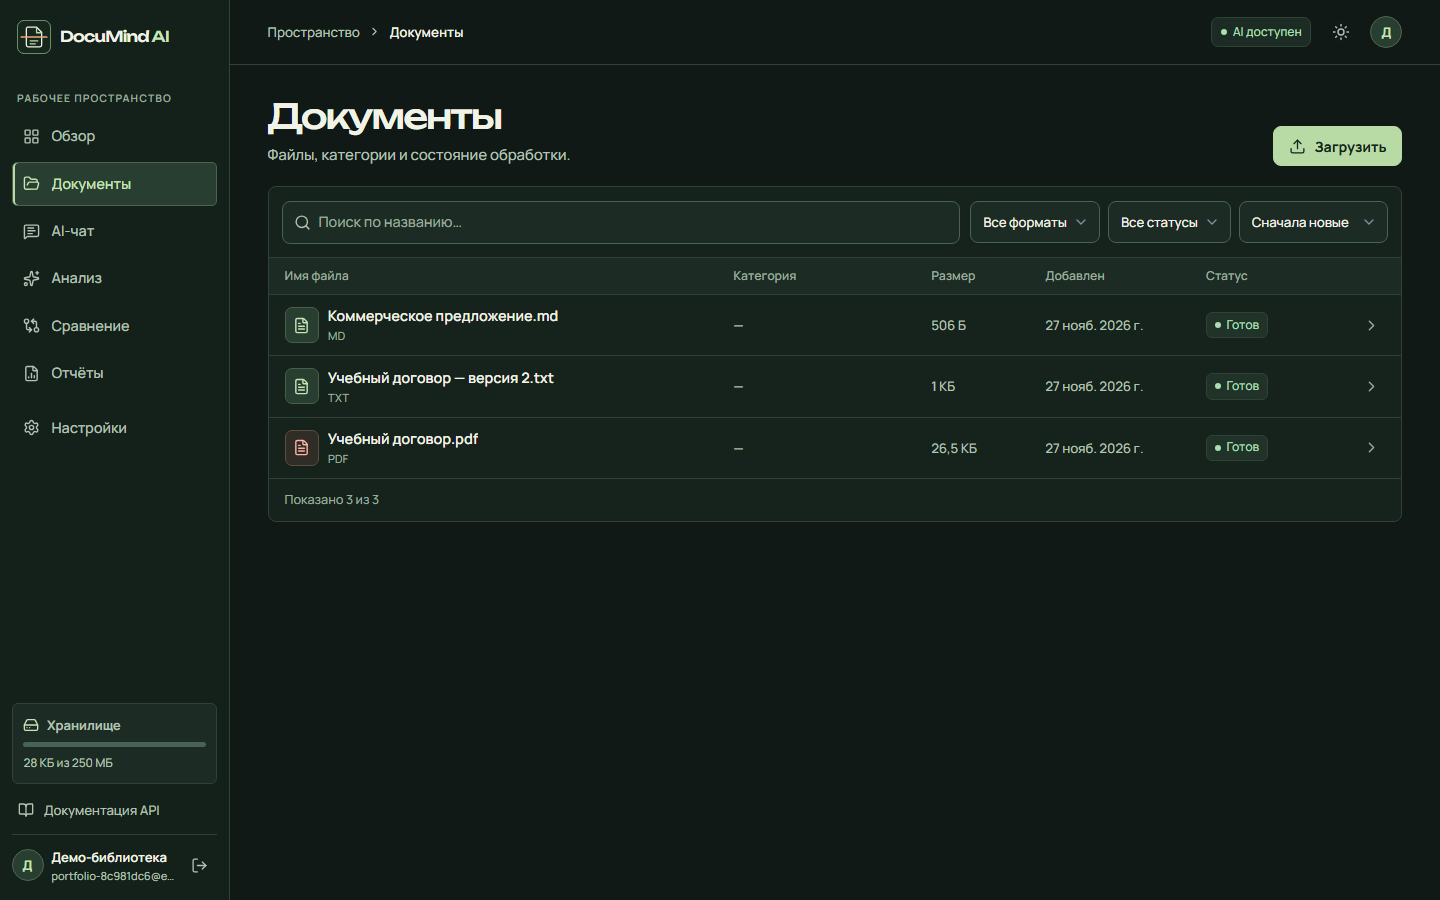 DocuMind AI
РАБОЧЕЕ ПРОСТРАНСТВО
Обзор
Документы
AI-чат
Анализ
Сравнение
Отчёты
Настройки
Хранилище
28 КБ из 250 МБ
Документация API
Д
Демо-библиотека
portfolio-8c981dc6@e...
Пространство > Документы
AI доступен
Д
Документы
Файлы, категории и состояние обработки.
Загрузить
Поиск по названию...
Все форматы
Все статусы
Сначала новые
Имя файла Категория Размер Добавлен Статус
Коммерческое предложение.md
MD
— 506 Б 27 нояб. 2026 г. Готов
Учебный договор — версия 2.txt
TXT
— 1 КБ 27 нояб. 2026 г. Готов
Учебный договор.pdf
PDF
— 26,5 КБ 27 нояб. 2026 г. Готов
Показано 3 из 3